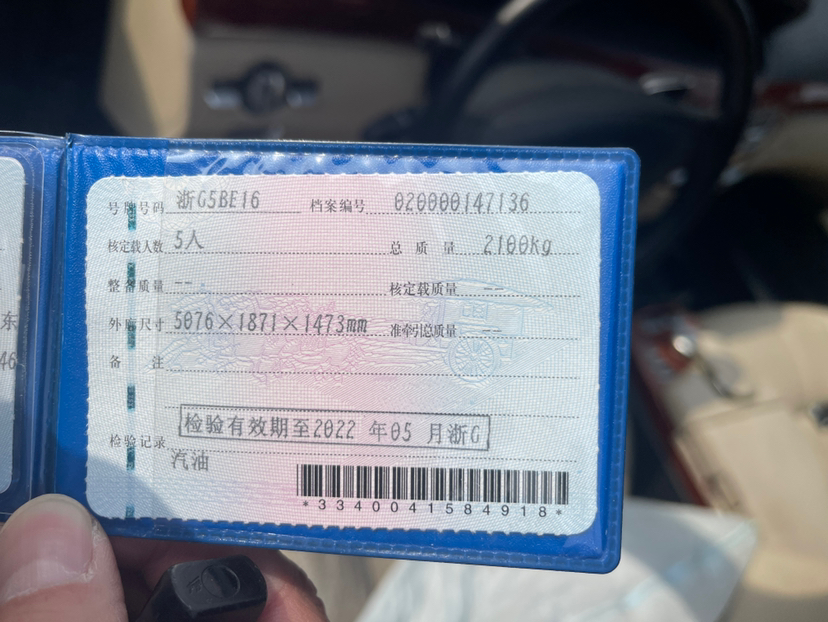 号牌号码 浙G5BE16 档案编号 020000147136
核定载人数 5人 总质量 2100kg
整备质量 -- 核定载质量 --
外廓尺寸 5076×1871×1473mm 准牵引总质量 --
备注
检验有效期至2022 年05 月浙G
检验记录
汽油
*3340041584918*
东
46